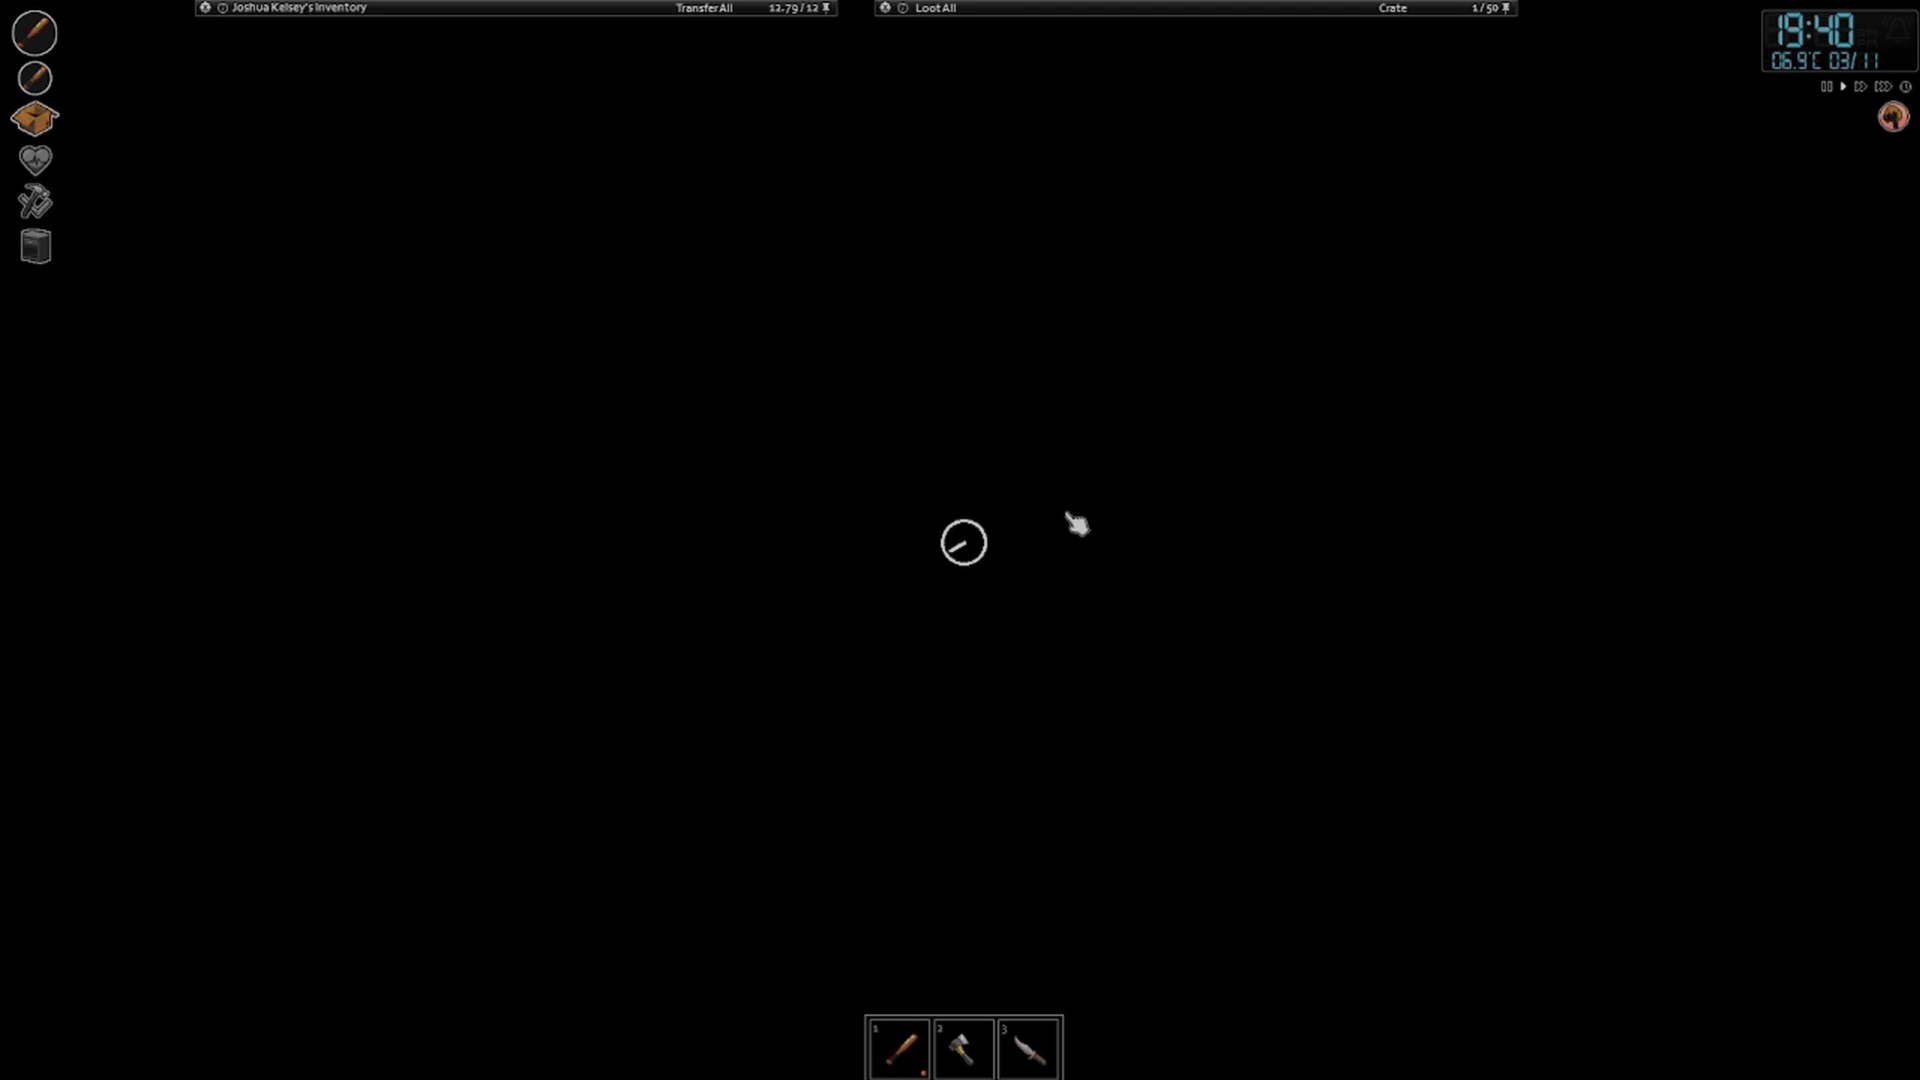 Joshua Kelsey's Inventory Transfer All 12.79 / 12
Loot All Crate 1 / 50
19:40
06.9°C 03/11
1 2 3